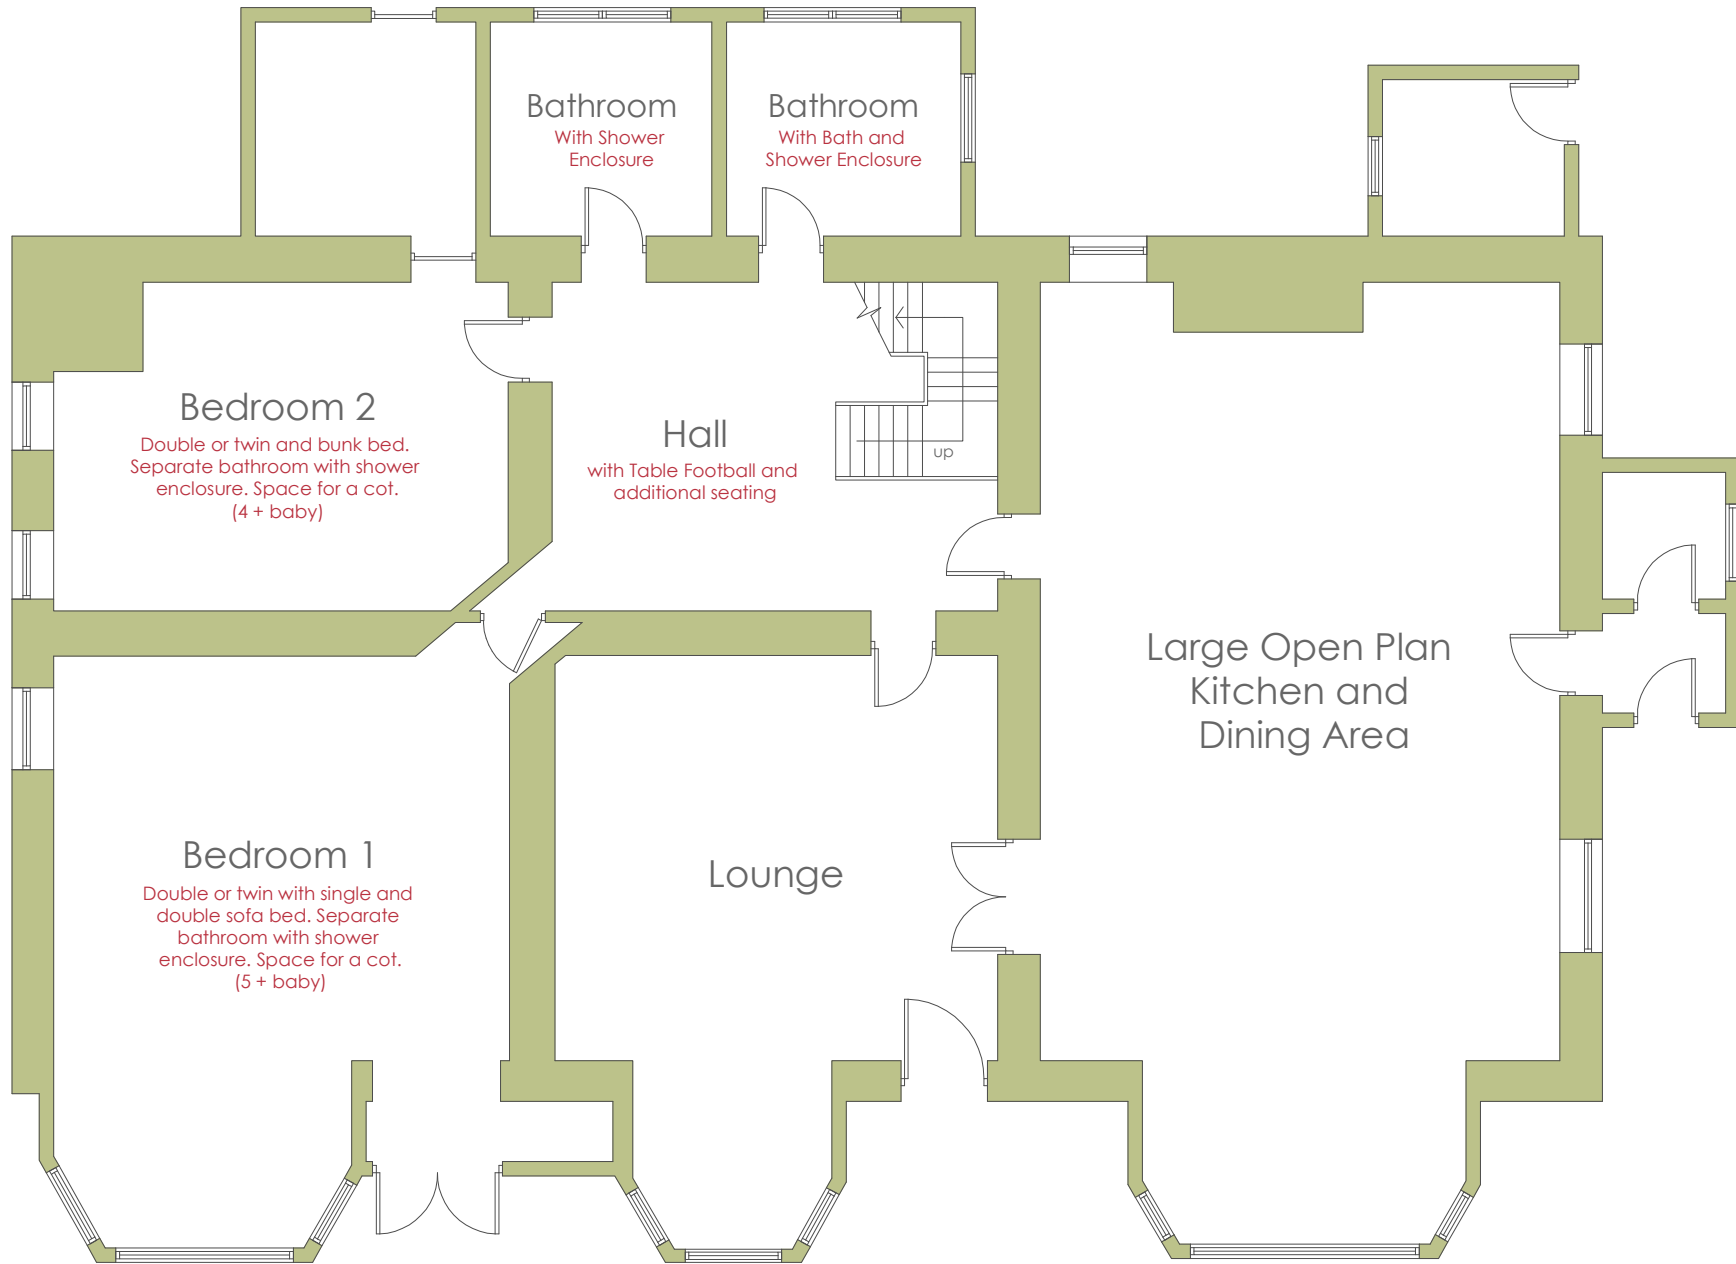 Bathroom
With Shower
Enclosure
Bathroom
With Bath and
Shower Enclosure
Bedroom 2
Double or twin and bunk bed.
Separate bathroom with shower
enclosure. Space for a cot.
(4 + baby)
Hall
with Table Football and
additional seating
up
Large Open Plan
Kitchen and
Dining Area
Bedroom 1
Double or twin with single and
double sofa bed. Separate
bathroom with shower
enclosure. Space for a cot.
(5 + baby)
Lounge